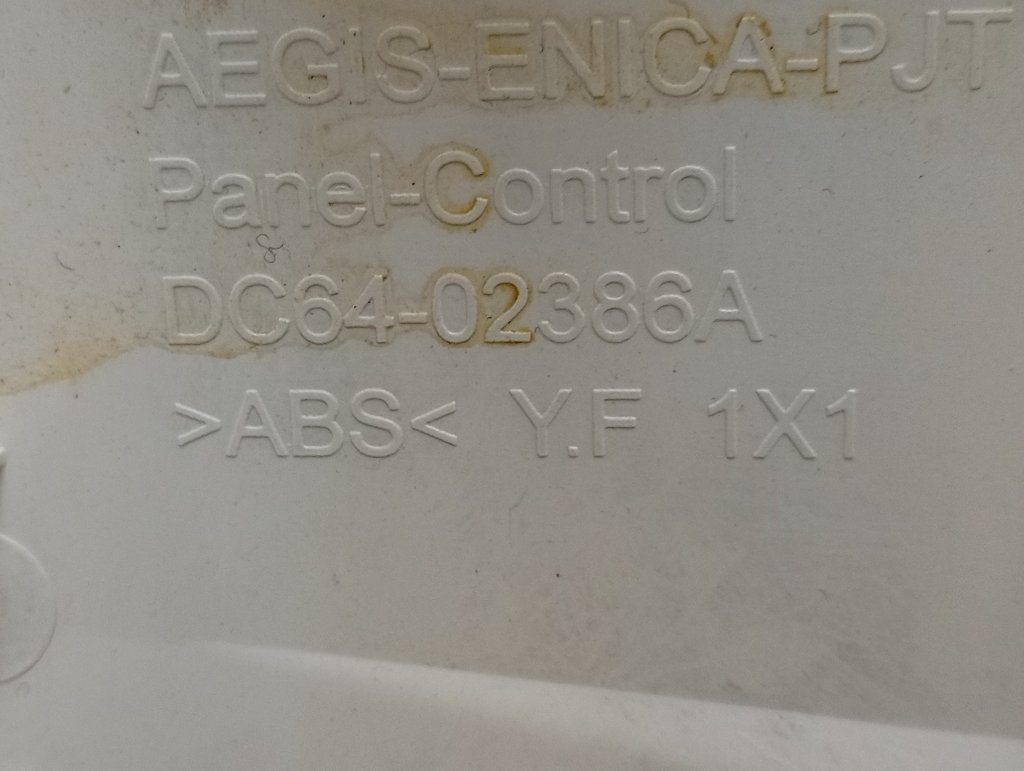 AEGIS-ENICA-PJT
Panel-Control
DC64-02386A
>ABS< Y.F 1X1